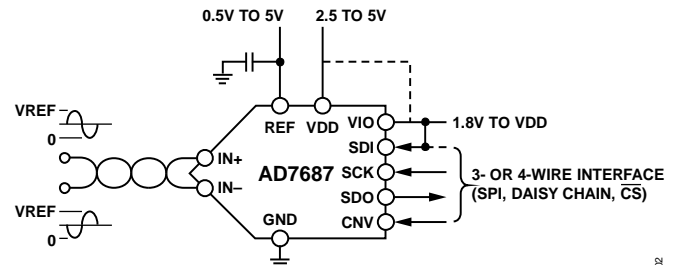 0.5V TO 5V 2.5 TO 5V
REF VDD
VREF
0
IN+
IN–
VREF
0
AD7687
GND
VIO
SDI
SCK
SDO
CNV
1.8V TO VDD
3- OR 4-WIRE INTERFACE
(SPI, DAISY CHAIN, CS)
02